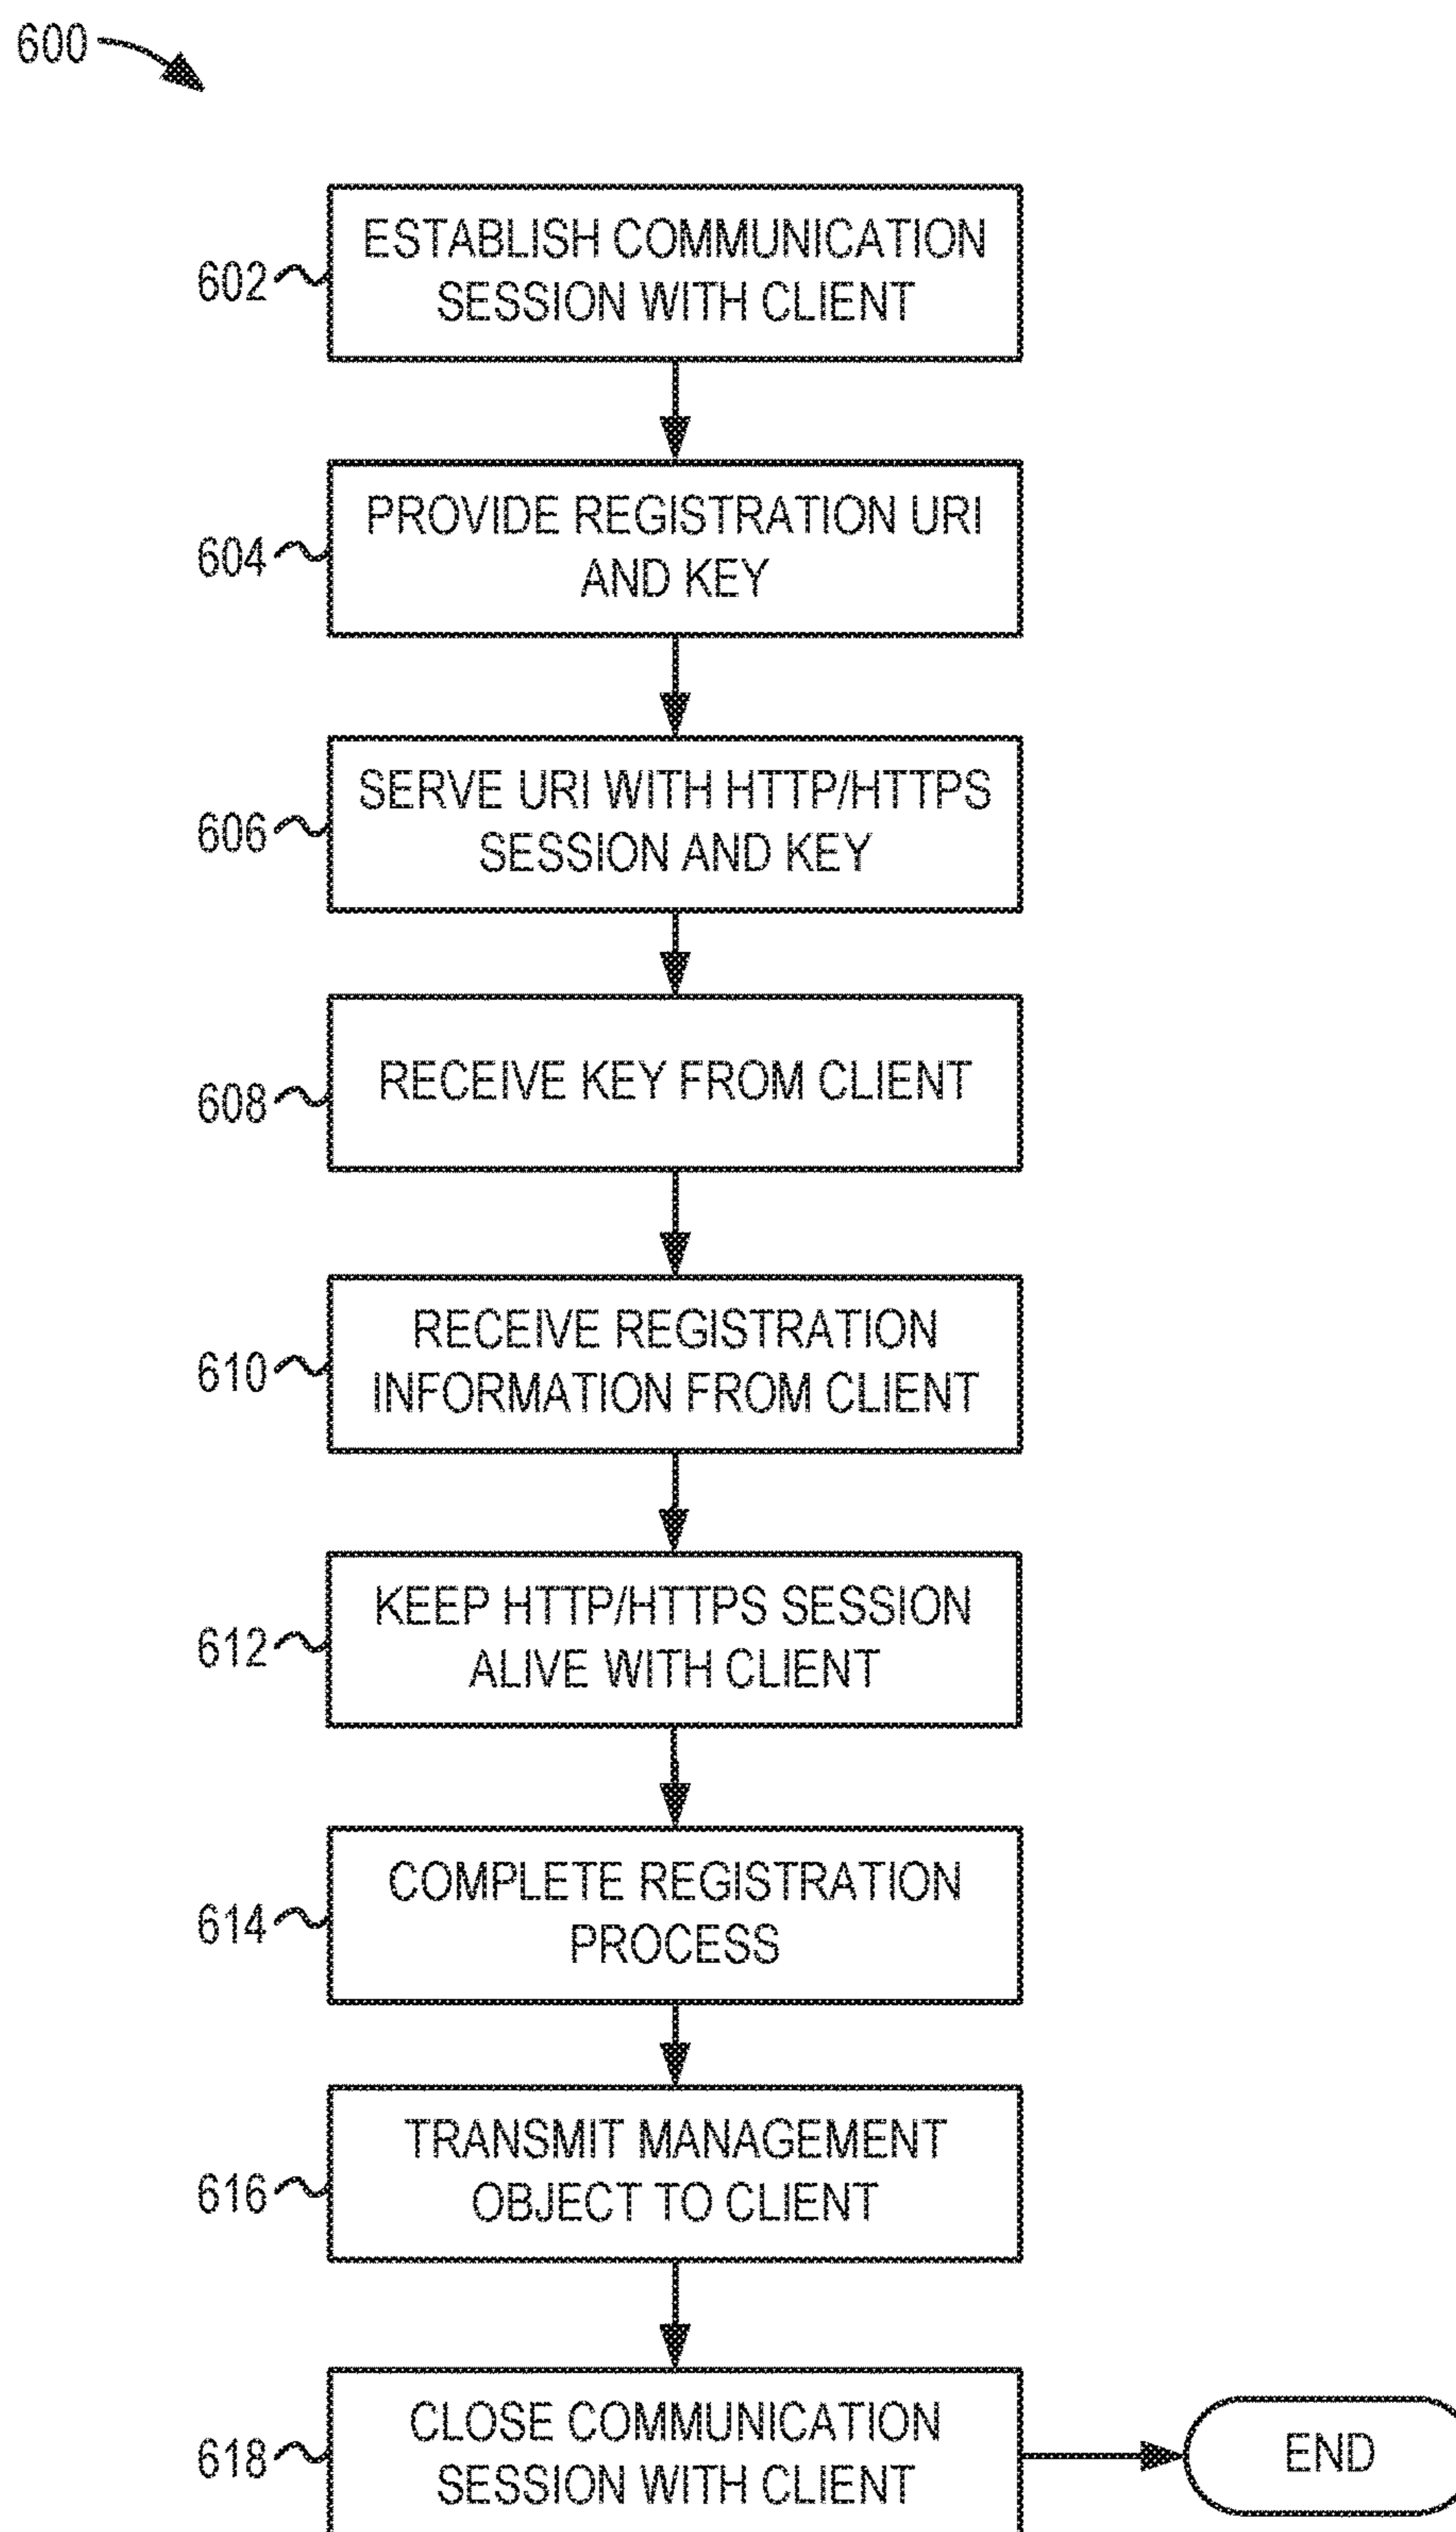 600
ESTABLISH COMMUNICATION
SESSION WITH CLIENT
602
PROVIDE REGISTRATION URI
AND KEY
604
SERVE URI WITH HTTP/HTTPS
SESSION AND KEY
606
RECEIVE KEY FROM CLIENT
608
RECEIVE REGISTRATION
INFORMATION FROM CLIENT
610
KEEP HTTP/HTTPS SESSION
ALIVE WITH CLIENT
612
COMPLETE REGISTRATION
PROCESS
614
TRANSMIT MANAGEMENT
OBJECT TO CLIENT
616
CLOSE COMMUNICATION
SESSION WITH CLIENT
618
END